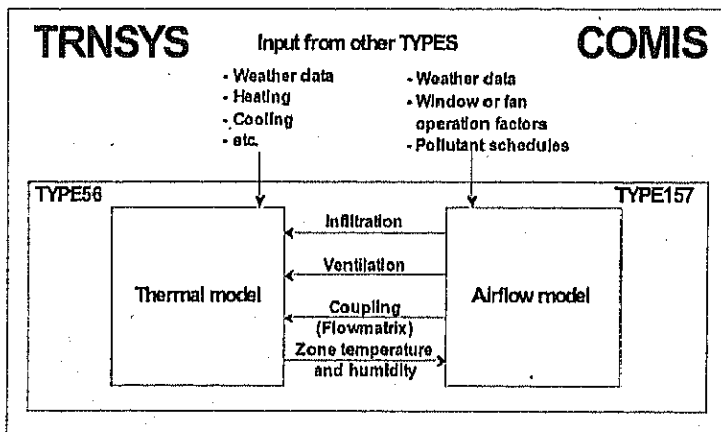 TRNSYS
Input from other TYPES
COMIS
- Weather data
- Heating
- Cooling
- etc.
- Weather data
- Window or fan
operation factors
- Pollutant schedules
TYPE56
TYPE157
Thermal model
Infiltration
Ventilation
Coupling
(Flowmatrix)
Zone temperature
and humidity
Airflow model